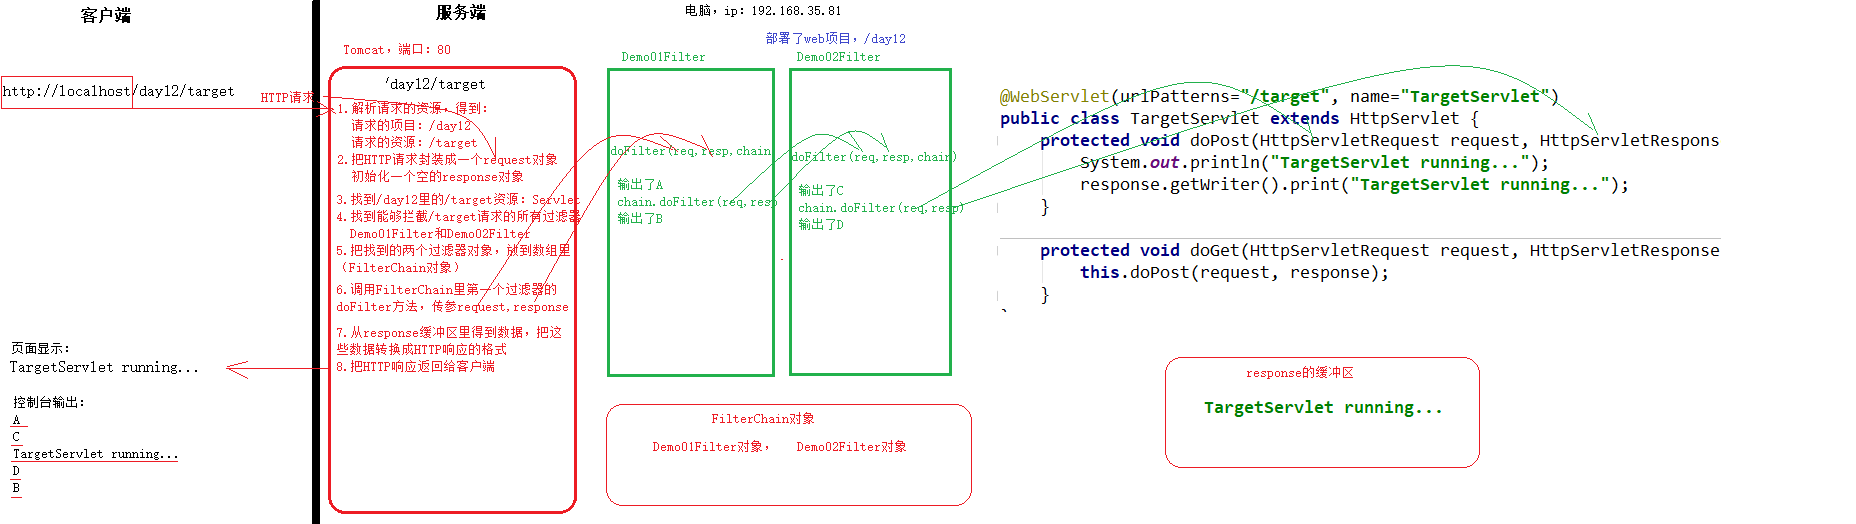 客户端
服务端
电脑，ip：192.168.35.81
部署了web项目，/day12
Tomcat，端口：80
http://localhost/day12/target
HTTP请求
/day12/target
1.解析请求的资源，得到：
请求的项目：/day12
请求的资源：/target
2.把HTTP请求封装成一个request对象
初始化一个空的response对象
3.找到/day12里的/target资源：Servlet
4.找到能够拦截/target请求的所有过滤器
Demo01Filter和Demo02Filter
5.把找到的两个过滤器对象，放到数组里
（FilterChain对象）
6.调用FilterChain里第一个过滤器的
doFilter方法，传参request,response
7.从response缓冲区里得到数据，把这
些数据转换成HTTP响应的格式
8.把HTTP响应返回给客户端
页面显示：
TargetServlet running...
控制台输出：
A
C
TargetServlet running...
D
B
Demo01Filter
doFilter(req,resp,chain
输出了A
chain.doFilter(req,resp
输出了B
Demo02Filter
doFilter(req,resp,chain)
输出了C
chain.doFilter(req,resp)
输出了D
FilterChain对象
Demo01Filter对象， Demo02Filter对象
@WebServlet(urlPatterns="/target", name="TargetServlet")
public class TargetServlet extends HttpServlet {
protected void doPost(HttpServletRequest request, HttpServletRespons
System.out.println("TargetServlet running...");
response.getWriter().print("TargetServlet running...");
}
protected void doGet(HttpServletRequest request, HttpServletResponse
this.doPost(request, response);
}
response的缓冲区
TargetServlet running...